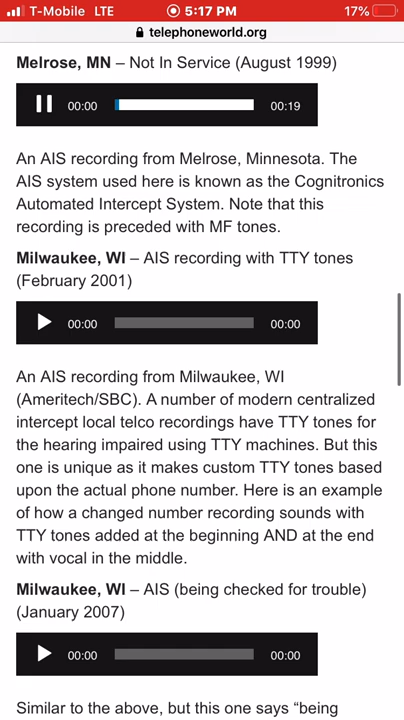 T-Mobile LTE 5:17 PM 17%
telephoneworld.org
Melrose, MN – Not In Service (August 1999)
00:00 00:19
An AIS recording from Melrose, Minnesota. The
AIS system used here is known as the Cognitronics
Automated Intercept System. Note that this
recording is preceded with MF tones.
Milwaukee, WI – AIS recording with TTY tones
(February 2001)
00:00 00:00
An AIS recording from Milwaukee, WI
(Ameritech/SBC). A number of modern centralized
intercept local telco recordings have TTY tones for
the hearing impaired using TTY machines. But this
one is unique as it makes custom TTY tones based
upon the actual phone number. Here is an example
of how a changed number recording sounds with
TTY tones added at the beginning AND at the end
with vocal in the middle.
Milwaukee, WI – AIS (being checked for trouble)
(January 2007)
00:00 00:00
Similar to the above, but this one says “being